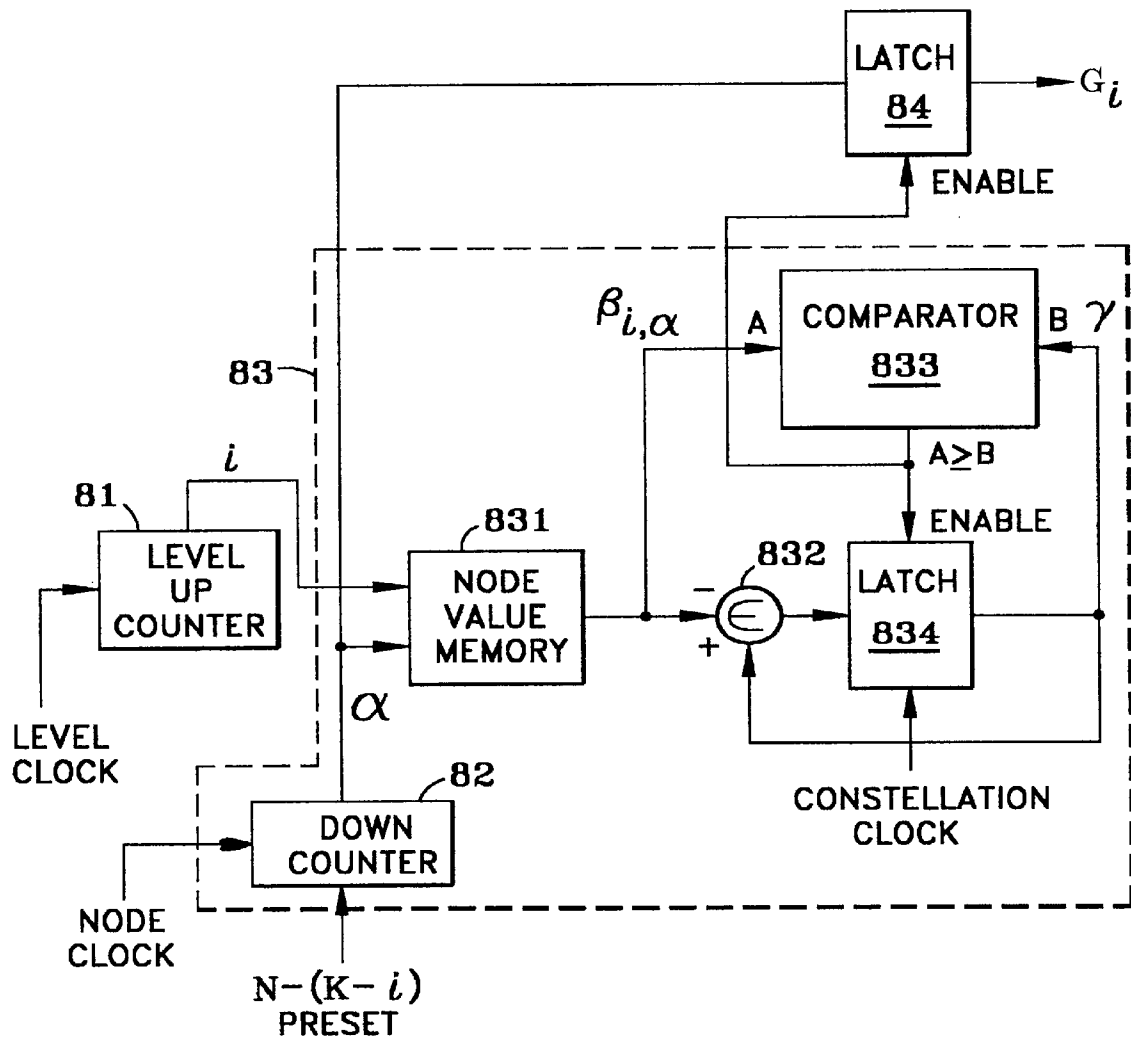 LATCH
84
G_i
ENABLE
83
β_{i,α}
A
COMPARATOR
833
B
γ
A≥B
i
81
LEVEL
UP
COUNTER
831
NODE
VALUE
MEMORY
832
−
+
ENABLE
LATCH
834
LEVEL
CLOCK
α
82
DOWN
COUNTER
CONSTELLATION
CLOCK
NODE
CLOCK
N−(K−i)
PRESET